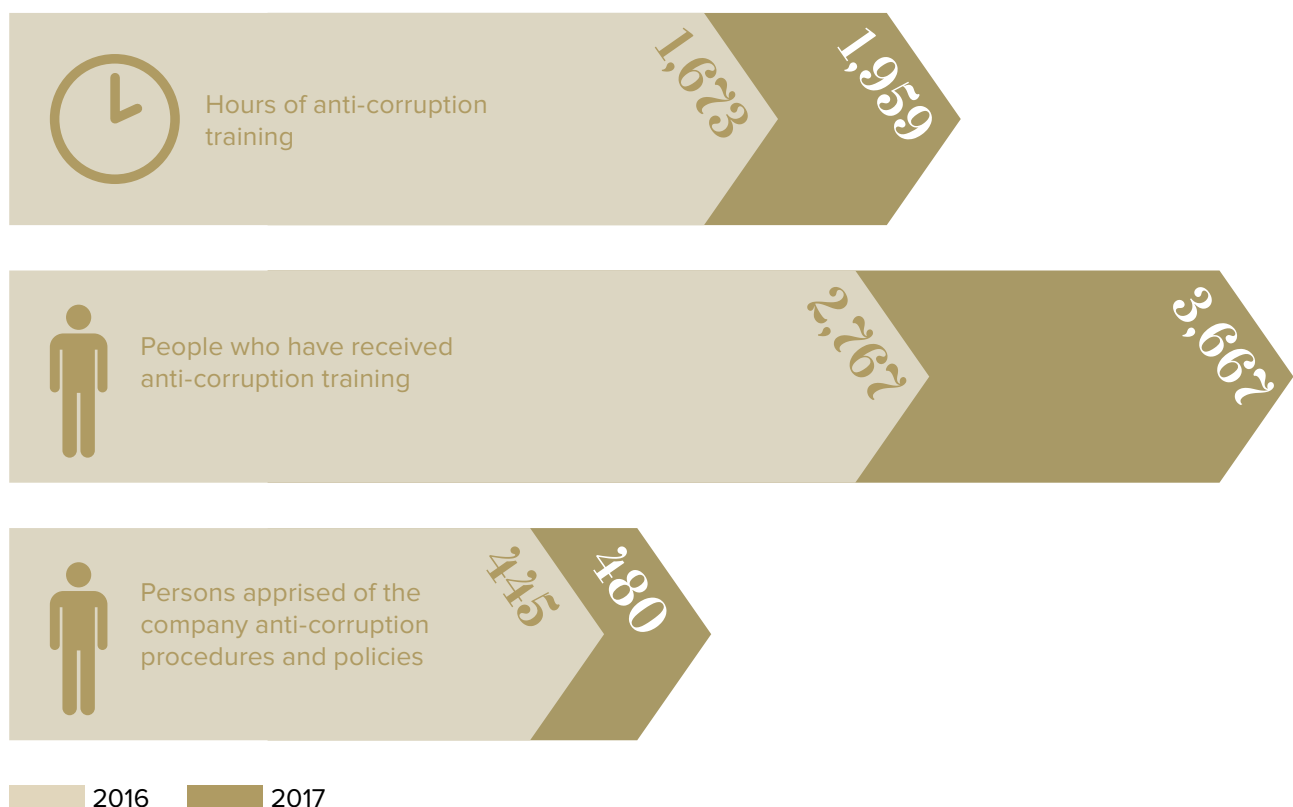 Hours of anti-corruption
training
1,673
1,959
People who have received
anti-corruption training
2,767
3,667
Persons apprised of the
company anti-corruption
procedures and policies
445
480
2016
2017